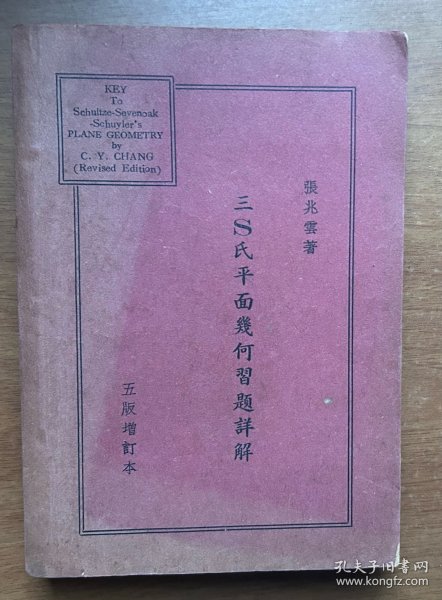 KEY
To
Schultze-Sevenoak
-Schuyler's
PLANE GEOMETRY
by
C. Y. CHANG
(Revised Edition)
張兆雲著
三S氏平面幾何習題詳解
五版增訂本
孔夫子旧书网
www.kongfz.com